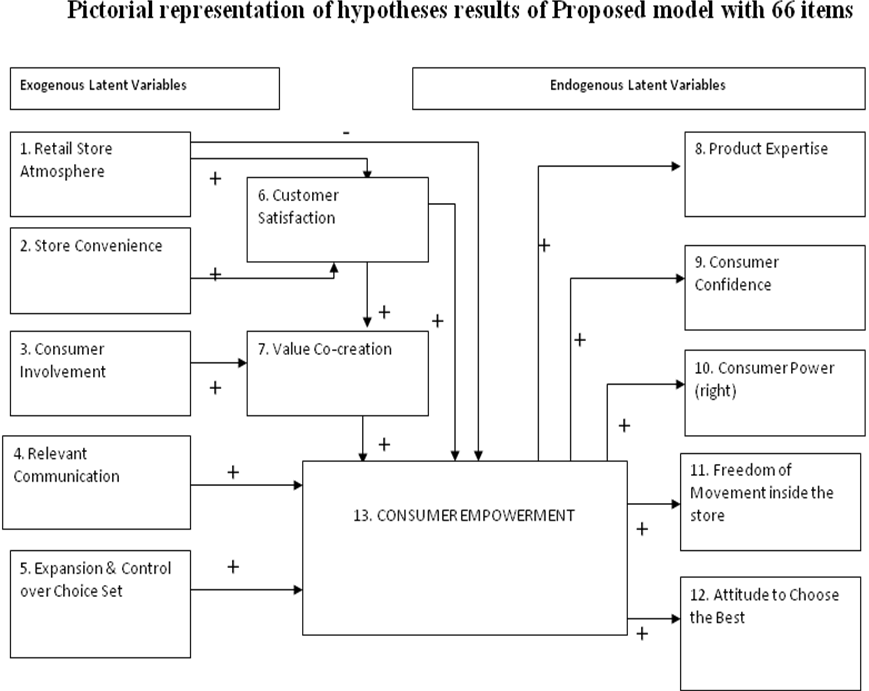 Pictorial representation of hypotheses results of Proposed model with 66 items
Exogenous Latent Variables
Endogenous Latent Variables
1. Retail Store
Atmosphere
-
+
6. Customer
Satisfaction
2. Store Convenience
+
+
+
3. Consumer
Involvement
+
7. Value Co-creation
+
4. Relevant
Communication
+
5. Expansion & Control
over Choice Set
+
13. CONSUMER EMPOWERMENT
8. Product Expertise
+
9. Consumer
Confidence
+
10. Consumer Power
(right)
+
11. Freedom of
Movement inside the
store
+
12. Attitude to Choose
the Best
+